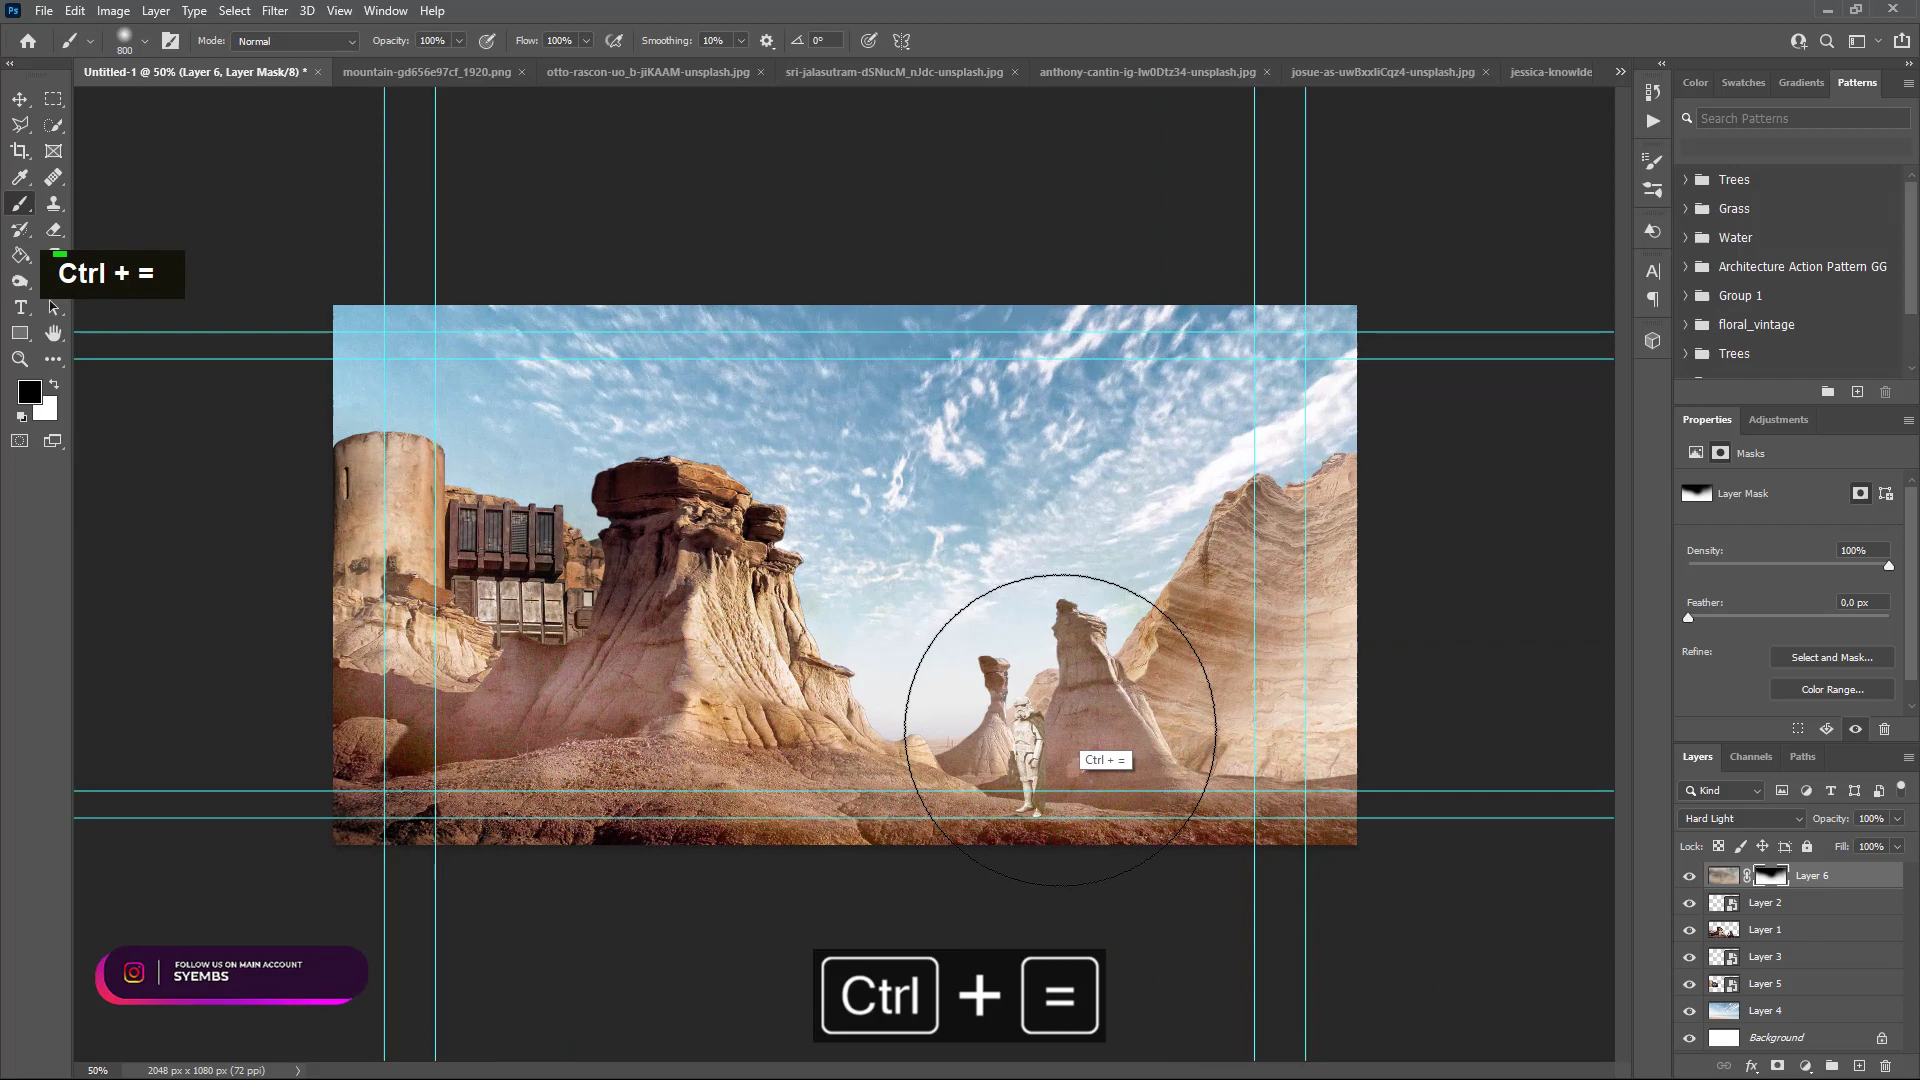 Ps File Edit Image Layer Type Select Filter 3D View Window Help
800 Mode: Normal Opacity: 100% Flow: 100% Smoothing: 10% 0°
Untitled-1 @ 50% (Layer 6, Layer Mask/8) * × mountain-gd656e97cf_1920.png × otto-rascon-uo_b-jiKAAM-unsplash.jpg × sri-jalasutram-dSNucM_nJdc-unsplash.jpg × anthony-cantin-ig-lw0Dtz34-unsplash.jpg × josue-as-uwBxxliCqz4-unsplash.jpg × jessica-knowlde
Color Swatches Gradients Patterns
Search Patterns
Trees
Grass
Water
Architecture Action Pattern GG
Group 1
floral_vintage
Trees
Ctrl + =
Properties Adjustments
Masks
Layer Mask
Density: 100%
Feather: 0,0 px
Refine: Select and Mask...
Color Range...
Ctrl + =
Layers Channels Paths
Kind
Hard Light Opacity: 100%
Lock: Fill: 100%
Layer 6
Layer 2
Layer 1
Layer 3
Layer 5
Layer 4
Background
FOLLOW US ON MAIN ACCOUNT
SYEMBS
Ctrl + =
50% 2048 px x 1080 px (72 ppi)